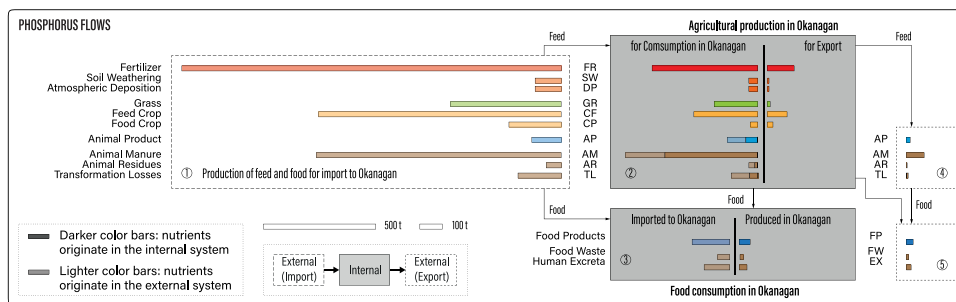 PHOSPHORUS FLOWS
Agricultural production in Okanagan
Feed
for Comsumption in Okanagan
for Export
Feed
Fertilizer
FR
Soil Weathering
SW
Atmospheric Deposition
DP
Grass
GR
Feed Crop
CF
Food Crop
CP
Animal Product
AP
AP
Animal Manure
AM
AM
Animal Residues
AR
AR
Transformation Losses
TL
TL
① Production of feed and food for import to Okanagan
②
④
Food
Food
Food
Darker color bars: nutrients
originate in the internal system
Lighter color bars: nutrients
originate in the external system
500 t
100 t
External
(Import)
Internal
External
(Export)
Imported to Okanagan
Produced in Okanagan
Food Products
FP
Food Waste
FW
Human Excreta
EX
③
⑤
Food consumption in Okanagan